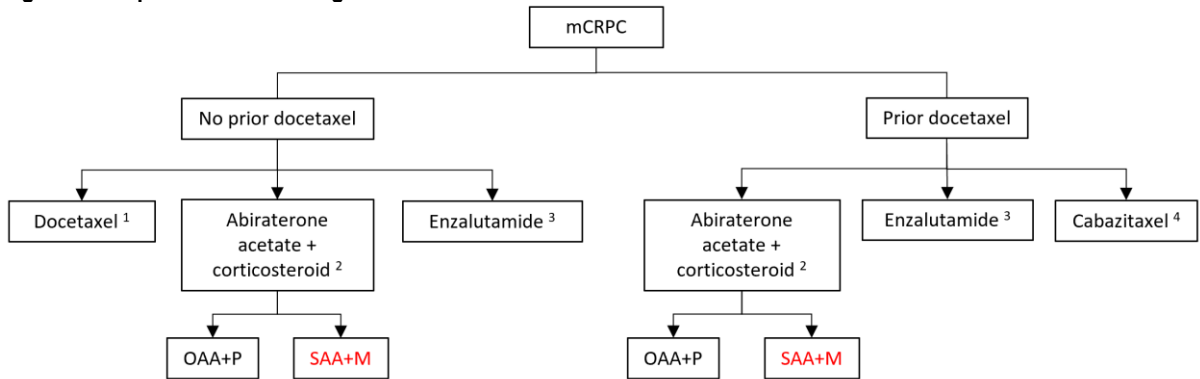 mCRPC
No prior docetaxel
Prior docetaxel
Docetaxel 1
Abiraterone
acetate +
corticosteroid 2
Enzalutamide 3
Abiraterone
acetate +
corticosteroid 2
Enzalutamide 3
Cabazitaxel 4
OAA+P
SAA+M
OAA+P
SAA+M